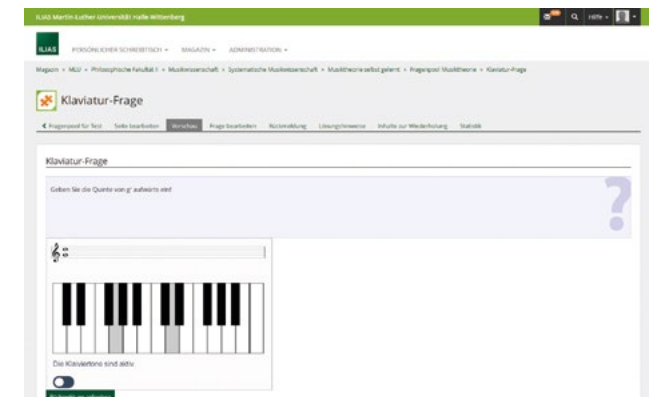 ILIAS Martin-Luther-Universität Halle-Wittenberg
Hilfe
ILIAS PERSÖNLICHER SCHREIBTISCH MAGAZIN ADMINISTRATION
Magazin MLU Philosophische Fakultät I Musikwissenschaft Systematische Musikwissenschaft Musiktheorie selbst gelernt Fragenpool Musiktheorie Klaviatur-Frage
Klaviatur-Frage
Fragenpool für Test Seite bearbeiten Vorschau Frage bearbeiten Rückmeldung Lösungshinweise Inhalte zur Wiederholung Statistik
Klaviatur-Frage
Geben Sie die Quinte von g' aufwärts ein!
?
Die Klaviertöne sind aktiv